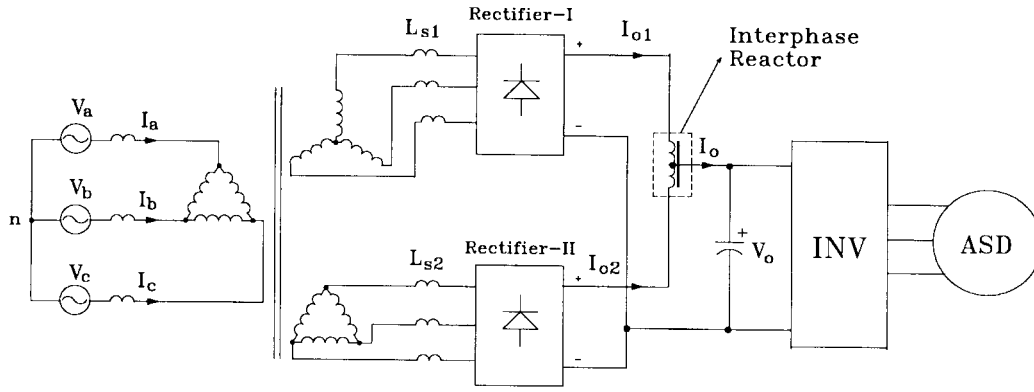 Rectifier-I
L_s1
+
I_o1
-
Interphase
Reactor
V_a
I_a
V_b
I_b
n
V_c
I_c
I_o
+
V_o
INV
ASD
Rectifier-II
L_s2
+
I_o2
-